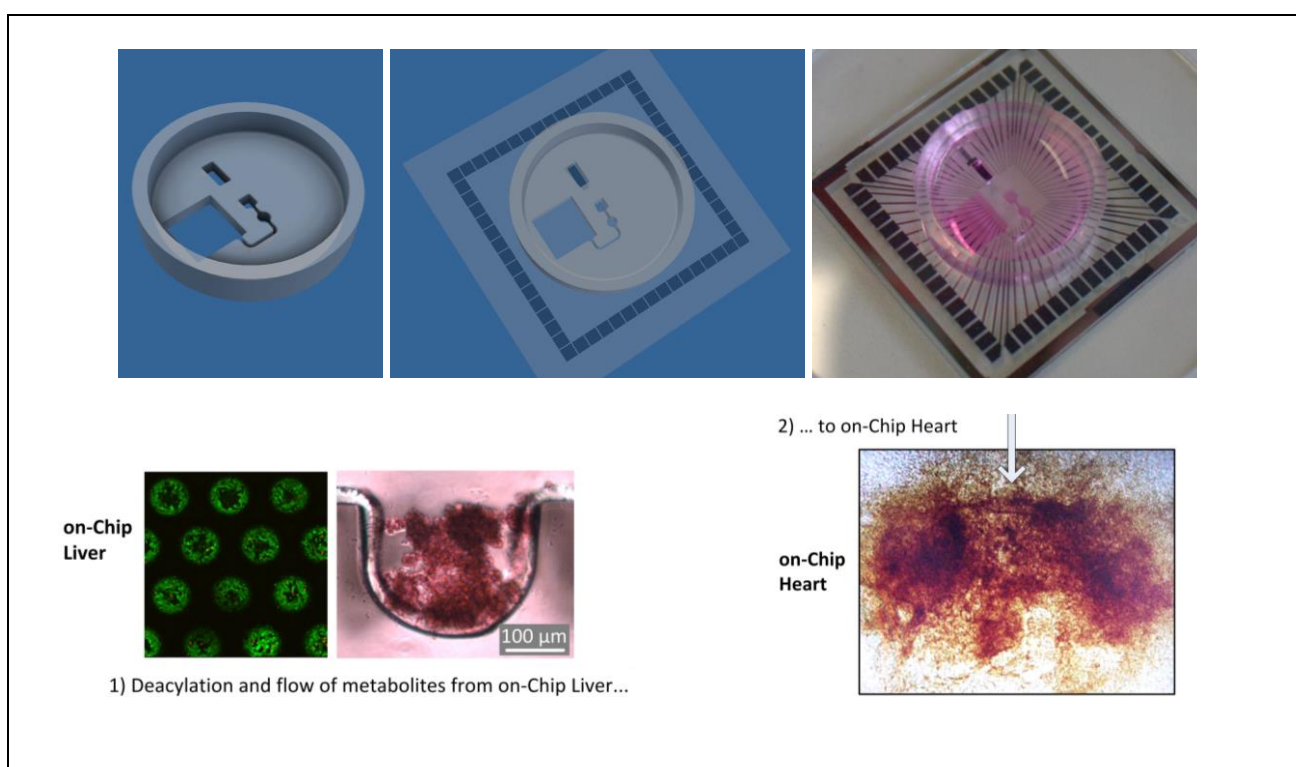 2) ... to on-Chip Heart
on-Chip
Liver
100 µm
on-Chip
Heart
1) Deacylation and flow of metabolites from on-Chip Liver...